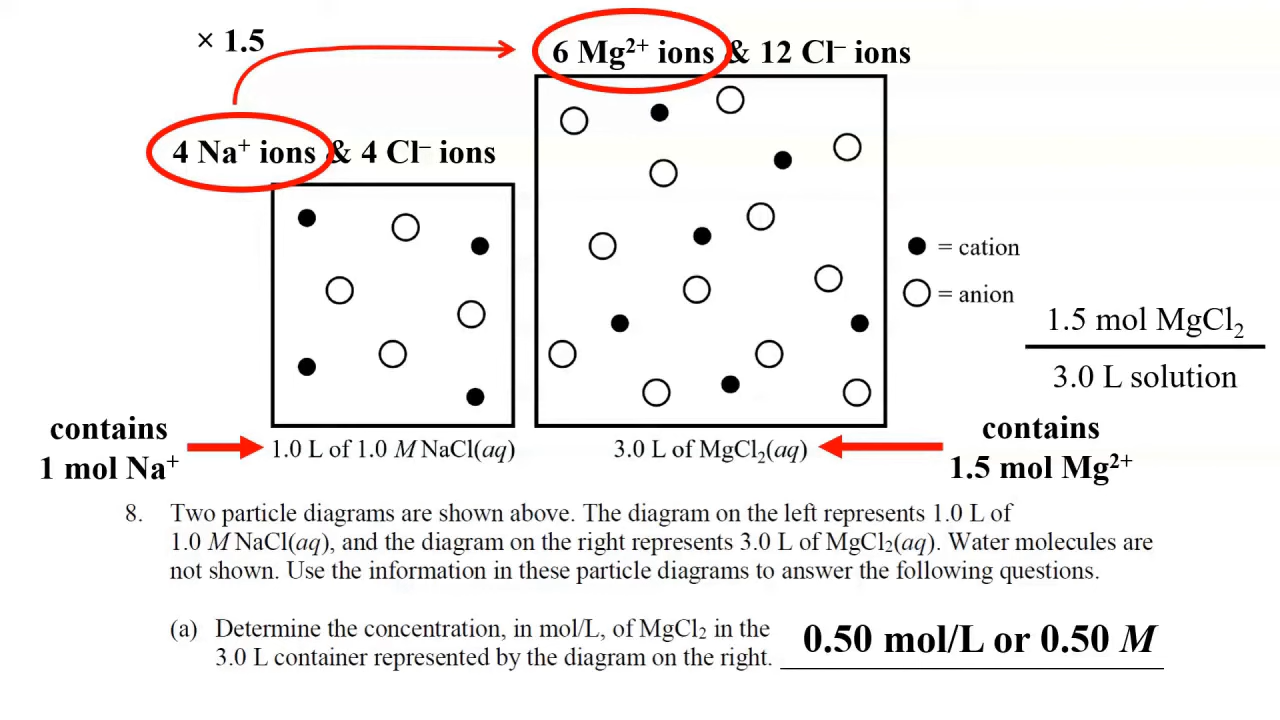 × 1.5
6 Mg²⁺ ions & 12 Cl⁻ ions
4 Na⁺ ions & 4 Cl⁻ ions
= cation
= anion
1.5 mol MgCl₂
3.0 L solution
contains
1 mol Na⁺
1.0 L of 1.0 M NaCl(aq)
3.0 L of MgCl₂(aq)
contains
1.5 mol Mg²⁺
8. Two particle diagrams are shown above. The diagram on the left represents 1.0 L of
1.0 M NaCl(aq), and the diagram on the right represents 3.0 L of MgCl₂(aq). Water molecules are
not shown. Use the information in these particle diagrams to answer the following questions.
(a) Determine the concentration, in mol/L, of MgCl₂ in the
3.0 L container represented by the diagram on the right.
0.50 mol/L or 0.50 M